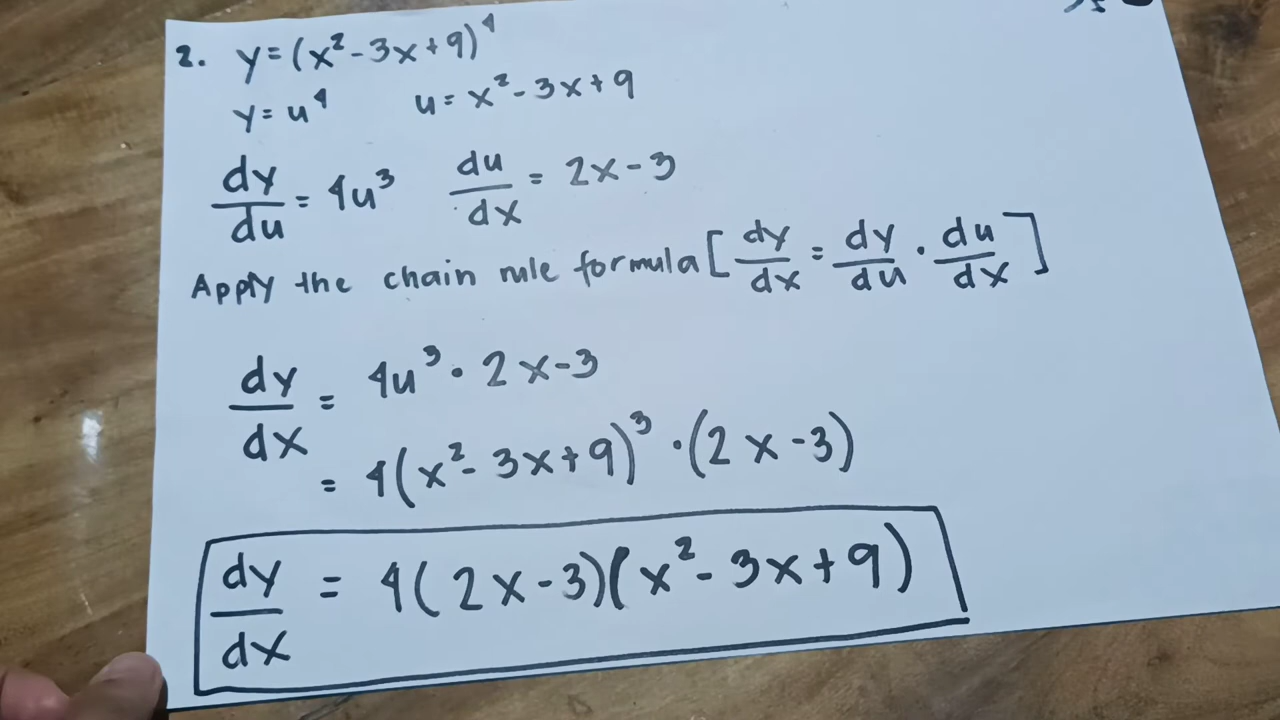 2. y=(x²-3x+9)⁴
y=u⁴ u=x²-3x+9
dy/du = 4u³ du/dx = 2x-3
Apply the chain rule formula [dy/dx = dy/du · du/dx]
dy/dx = 4u³ · 2x-3
= 4(x²-3x+9)³ · (2x-3)
dy/dx = 4(2x-3)(x²-3x+9)